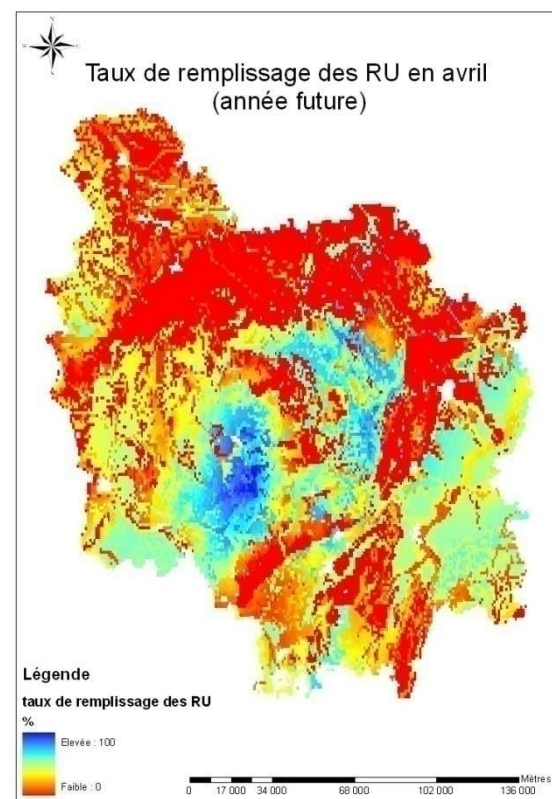 N
Taux de remplissage des RU en avril
(année future)
Légende
taux de remplissage des RU
%
Elevée : 100
Faible : 0
Mètres
0 17 000 34 000 68 000 102 000 136 000